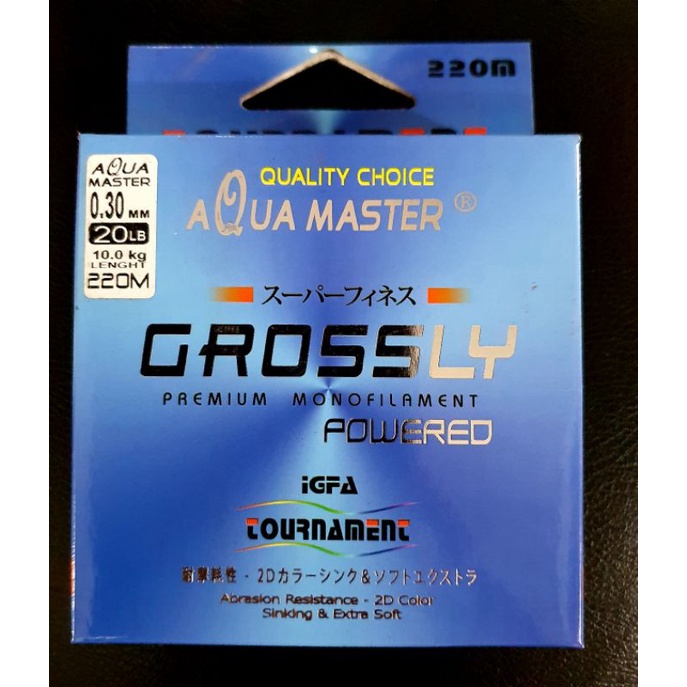 220M
TOURNAMENT
AQUA
MASTER
0.30 MM
20LB
10.0 kg
LENGHT
220M
QUALITY CHOICE
AQUA MASTER ®
スーパーフィネス
GROSSLY
PREMIUM MONOFILAMENT
POWERED
iGFA
TOURNAMENT
耐摩耗性 - 2Dカラーシンク&ソフトエクストラ
Abrasion Resistance - 2D Color
Sinking & Extra Soft